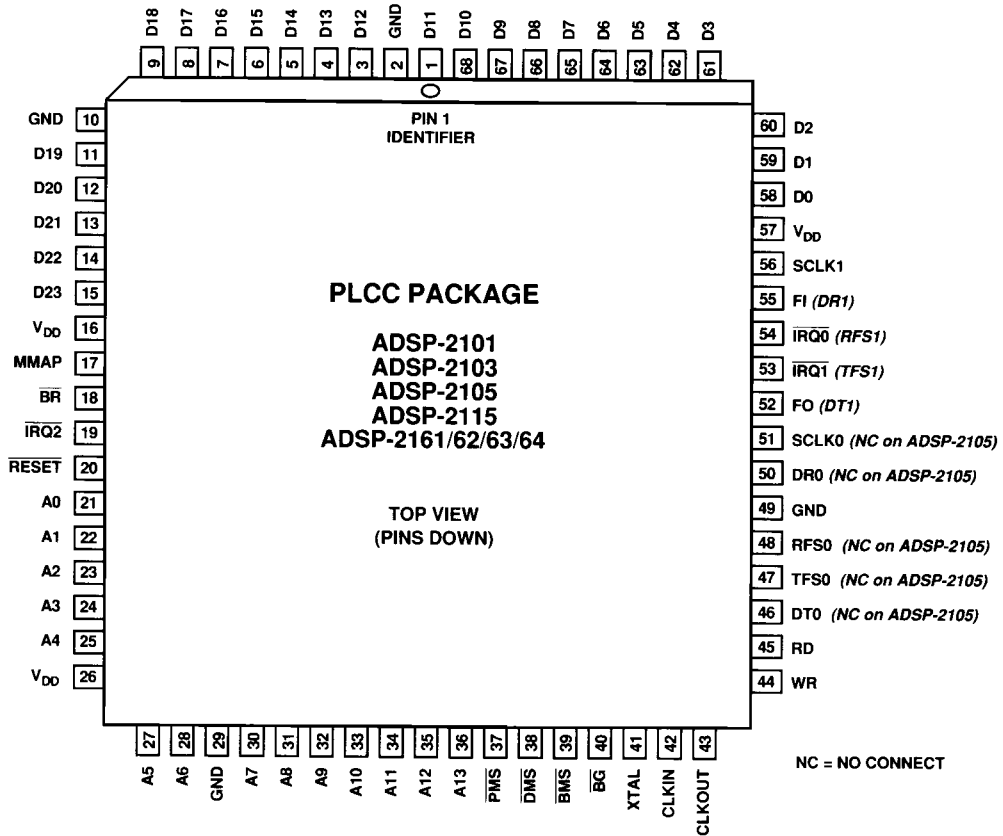 D18 D17 D16 D15 D14 D13 D12 GND D11 D10 D9 D8 D7 D6 D5 D4 D3
9 8 7 6 5 4 3 2 1 68 67 66 65 64 63 62 61
PIN 1
IDENTIFIER
GND 10
D19 11
D20 12
D21 13
D22 14
D23 15
VDD 16
MMAP 17
B̅R̅ 18
I̅R̅Q̅2̅ 19
R̅E̅S̅E̅T̅ 20
A0 21
A1 22
A2 23
A3 24
A4 25
VDD 26
PLCC PACKAGE
ADSP-2101
ADSP-2103
ADSP-2105
ADSP-2115
ADSP-2161/62/63/64
TOP VIEW
(PINS DOWN)
60 D2
59 D1
58 D0
57 VDD
56 SCLK1
55 FI (DR1)
54 I̅R̅Q̅0̅ (RFS1)
53 I̅R̅Q̅1̅ (TFS1)
52 FO (DT1)
51 SCLK0 (NC on ADSP-2105)
50 DR0 (NC on ADSP-2105)
49 GND
48 RFS0 (NC on ADSP-2105)
47 TFS0 (NC on ADSP-2105)
46 DT0 (NC on ADSP-2105)
45 RD
44 WR
27 28 29 30 31 32 33 34 35 36 37 38 39 40 41 42 43
A5 A6 GND A7 A8 A9 A10 A11 A12 A13 P̅M̅S̅ D̅M̅S̅ B̅M̅S̅ B̅G̅ XTAL CLKIN CLKOUT
NC = NO CONNECT